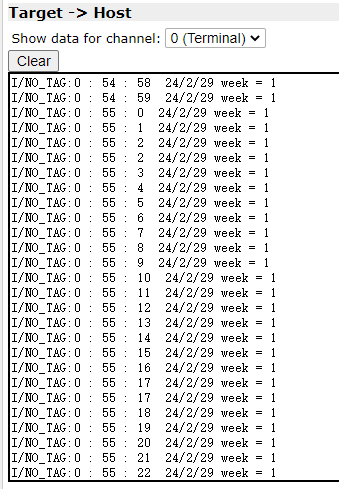 Target -> Host
Show data for channel: 0 (Terminal)
Clear
I/NO_TAG:0 : 54 : 58  24/2/29 week = 1
I/NO_TAG:0 : 54 : 59  24/2/29 week = 1
I/NO_TAG:0 : 55 : 0  24/2/29 week = 1
I/NO_TAG:0 : 55 : 1  24/2/29 week = 1
I/NO_TAG:0 : 55 : 2  24/2/29 week = 1
I/NO_TAG:0 : 55 : 2  24/2/29 week = 1
I/NO_TAG:0 : 55 : 3  24/2/29 week = 1
I/NO_TAG:0 : 55 : 4  24/2/29 week = 1
I/NO_TAG:0 : 55 : 5  24/2/29 week = 1
I/NO_TAG:0 : 55 : 6  24/2/29 week = 1
I/NO_TAG:0 : 55 : 7  24/2/29 week = 1
I/NO_TAG:0 : 55 : 8  24/2/29 week = 1
I/NO_TAG:0 : 55 : 9  24/2/29 week = 1
I/NO_TAG:0 : 55 : 10  24/2/29 week = 1
I/NO_TAG:0 : 55 : 11  24/2/29 week = 1
I/NO_TAG:0 : 55 : 12  24/2/29 week = 1
I/NO_TAG:0 : 55 : 13  24/2/29 week = 1
I/NO_TAG:0 : 55 : 14  24/2/29 week = 1
I/NO_TAG:0 : 55 : 15  24/2/29 week = 1
I/NO_TAG:0 : 55 : 16  24/2/29 week = 1
I/NO_TAG:0 : 55 : 17  24/2/29 week = 1
I/NO_TAG:0 : 55 : 17  24/2/29 week = 1
I/NO_TAG:0 : 55 : 18  24/2/29 week = 1
I/NO_TAG:0 : 55 : 19  24/2/29 week = 1
I/NO_TAG:0 : 55 : 20  24/2/29 week = 1
I/NO_TAG:0 : 55 : 21  24/2/29 week = 1
I/NO_TAG:0 : 55 : 22  24/2/29 week = 1